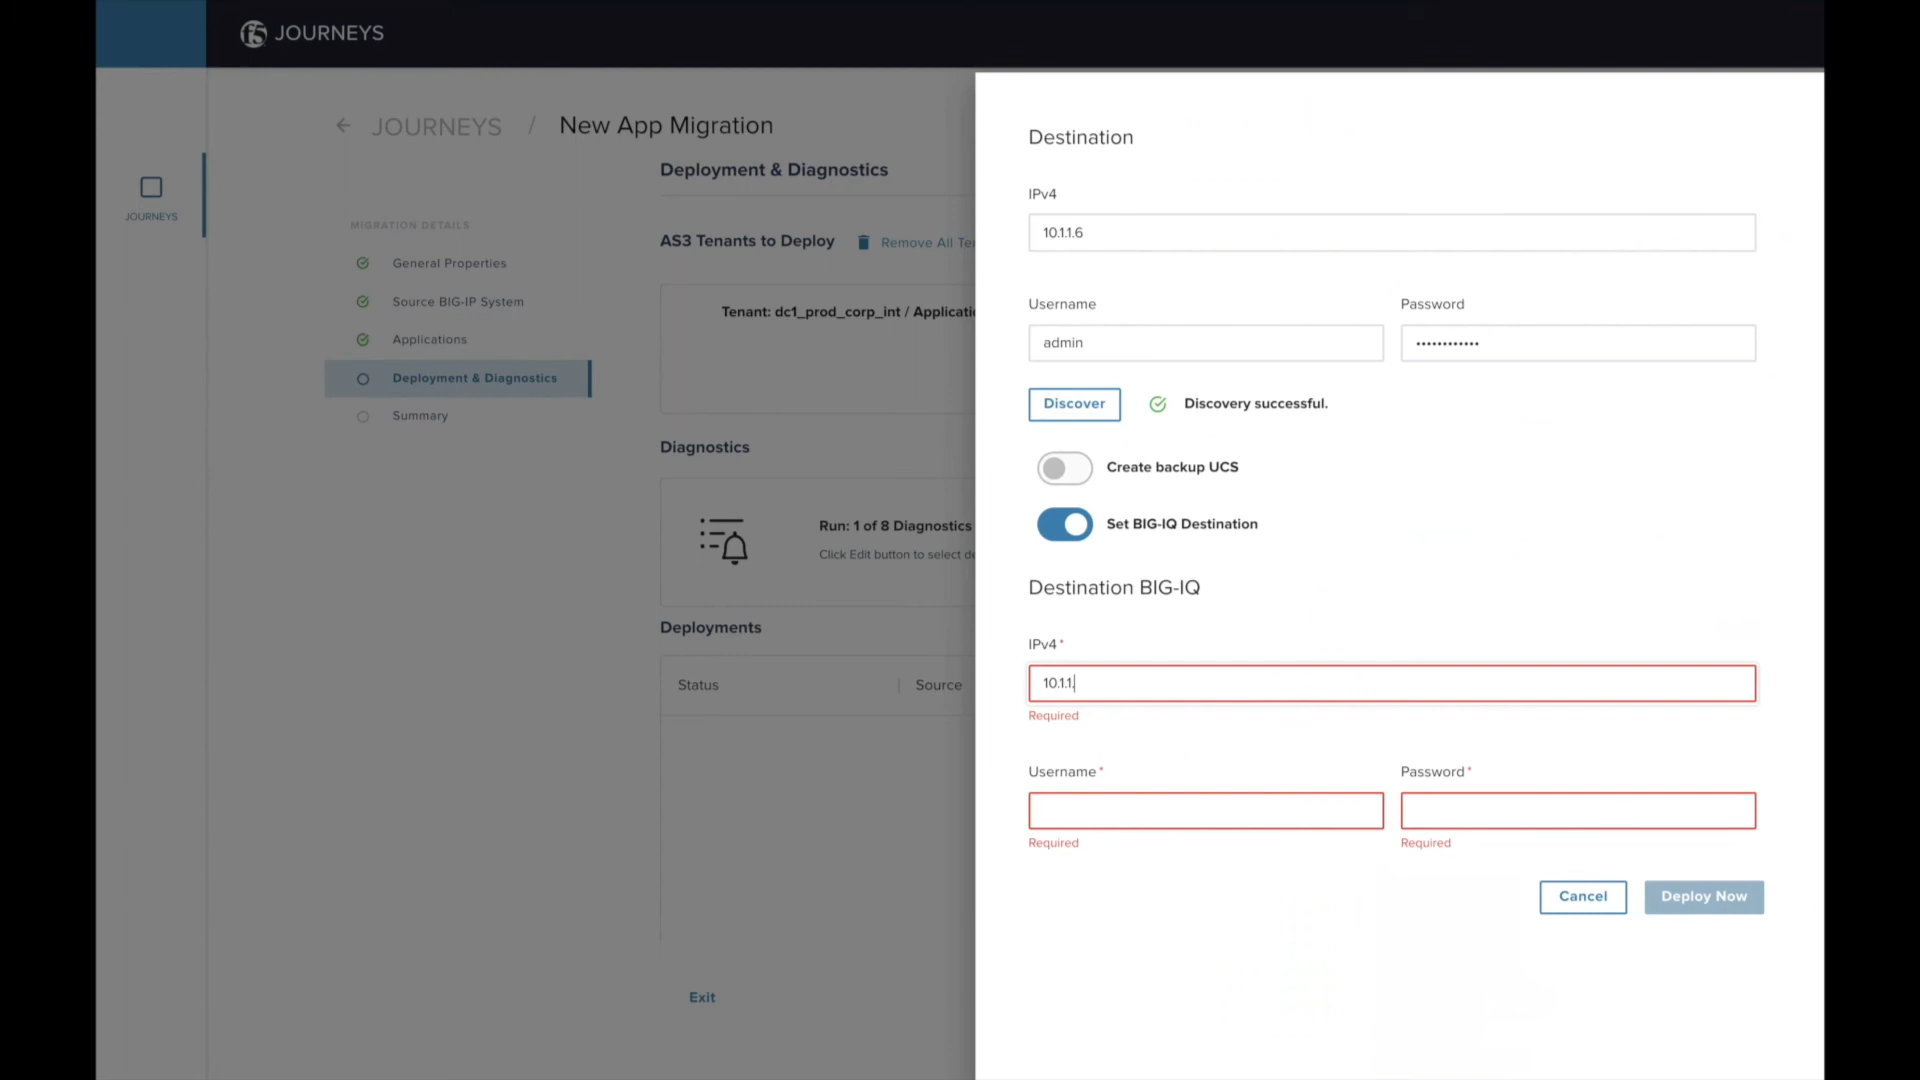 f5 JOURNEYS
JOURNEYS
JOURNEYS / New App Migration
MIGRATION DETAILS
General Properties
Source BIG-IP System
Applications
Deployment & Diagnostics
Summary
Deployment & Diagnostics
AS3 Tenants to Deploy
Remove All
Tenant: dc1_prod_corp_int /
Diagnostics
Run: 1 of 8 Diagnostics
Click Edit button to select
Deployments
Status
Source
Exit
Destination
IPv4
10.1.1.6
Username
Password
admin
••••••••••••
Discover
Discovery successful.
Create backup UCS
Set BIG-IQ Destination
Destination BIG-IQ
IPv4 *
10.1.1.
Required
Username *
Password *
Required
Required
Cancel
Deploy Now